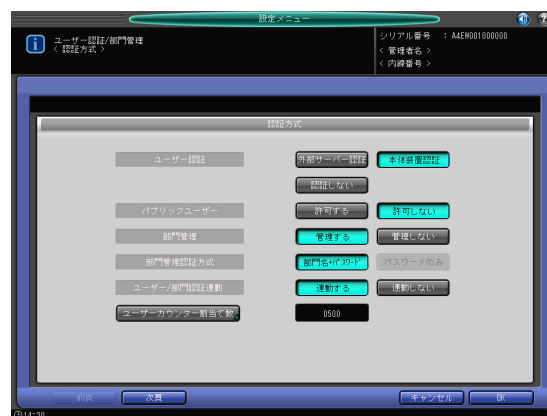 設定メニュー
ユーザー認証/部門管理
< 認証方式 >
シリアル番号 : A4EW001000000
< 管理者名 >
< 内線番号 >
認証方式
ユーザー認証 外部サーバー認証 本体装置認証
認証しない
パブリックユーザー 許可する 許可しない
部門管理 管理する 管理しない
部門管理認証方式 部門名+パスワード パスワードのみ
ユーザー/部門認証連動 連動する 連動しない
ユーザーカウンター割当て数 0500
前頁 次頁 キャンセル OK
14:30